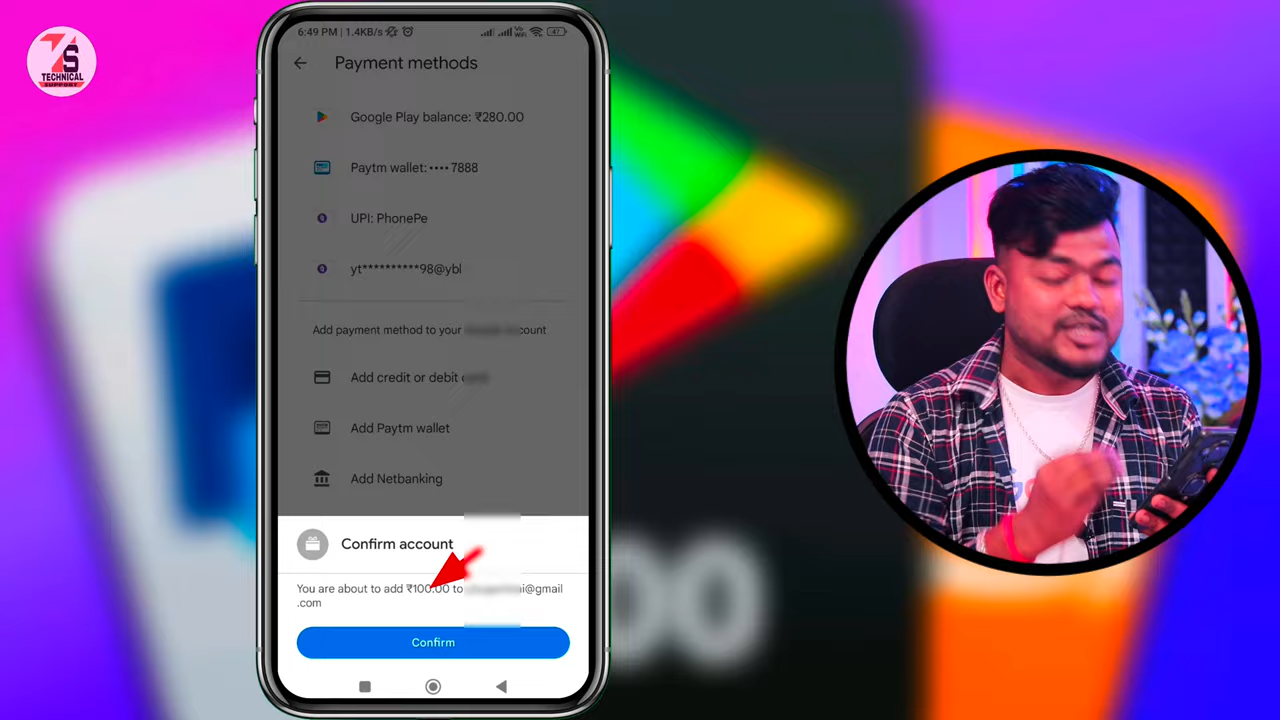 TECHNICAL
SUPPORT
6:49 PM | 1.4KB/s
47
Payment methods
Google Play balance: ₹280.00
Paytm wallet: •••• 7888
UPI: PhonePe
yt**********98@ybl
Add payment method to your
Add credit or debit
Add Paytm wallet
Add Netbanking
Confirm account
You are about to add ₹100.00 to @gmail
.com
Confirm
00